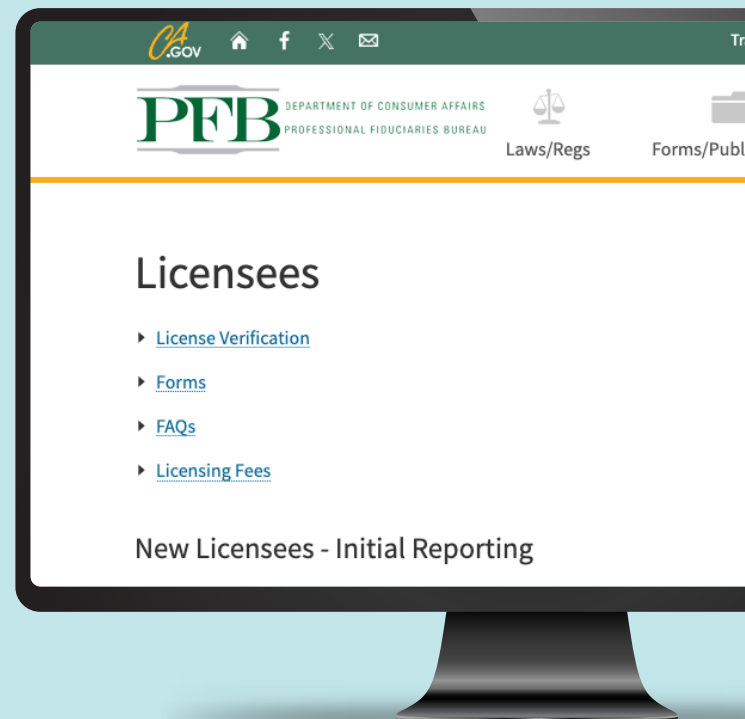 CA.GOV
Tr
PFB
DEPARTMENT OF CONSUMER AFFAIRS
PROFESSIONAL FIDUCIARIES BUREAU
Laws/Regs
Forms/Publ
Licensees
License Verification
Forms
FAQs
Licensing Fees
New Licensees - Initial Reporting